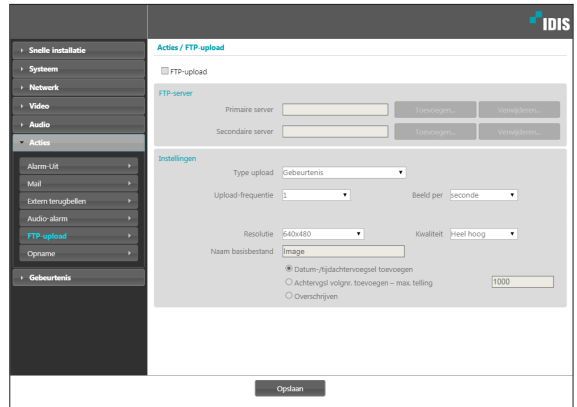 IDIS
Snelle installatie
Systeem
Netwerk
Video
Audio
Acties
Alarm-Uit
Mail
Extern terugbellen
Audio-alarm
FTP-upload
Opname
Gebeurtenis
Acties / FTP-upload
FTP-upload
FTP-server
Primaire server Toevoegen... Verwijderen...
Secondaire server Toevoegen... Verwijderen...
Instellingen
Type upload Gebeurtenis
Upload-frequentie 1 Beeld per seconde
Resolutie 640x480 Kwaliteit Heel hoog
Naam basisbestand Image
Datum-/tijdachtervoegsel toevoegen
Achtervgsl volgnr. toevoegen – max. telling 1000
Overschrijven
Opslaan